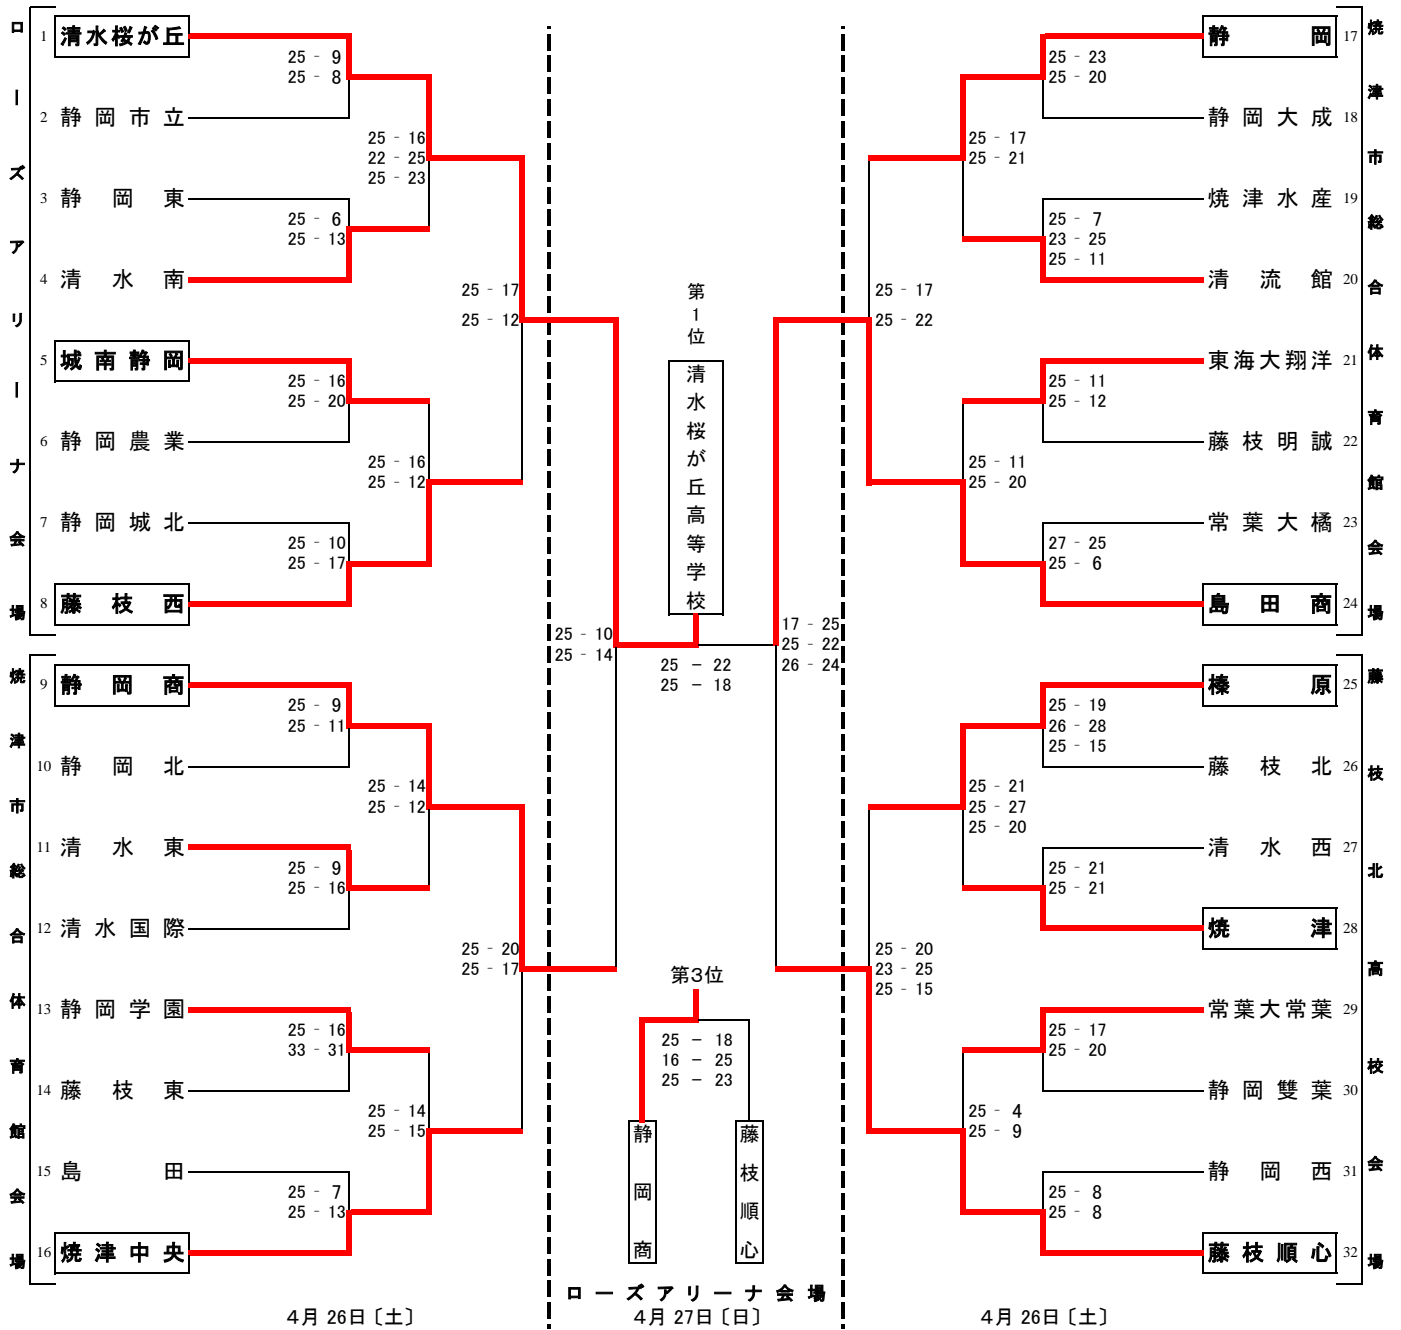 ローズアリーナ会場
1 清水桜が丘
25 - 9
25 - 8
2 静岡市立
25 - 16
22 - 25
25 - 23
3 静岡東
25 - 6
25 - 13
4 清水南
25 - 17
25 - 12
5 城南静岡
25 - 16
25 - 20
6 静岡農業
25 - 16
25 - 12
7 静岡城北
25 - 10
25 - 17
8 藤枝西
25 - 10
25 - 14
焼津市総合体育館会場
9 静岡商
25 - 9
25 - 11
10 静岡北
25 - 14
25 - 12
11 清水東
25 - 9
25 - 16
12 清水国際
25 - 20
25 - 17
13 静岡学園
25 - 16
33 - 31
14 藤枝東
25 - 14
25 - 15
15 島田
25 - 7
25 - 13
16 焼津中央
4月 26日〔土〕
第1位
清水桜が丘高等学校
25 - 22
25 - 18
第3位
25 - 18
16 - 25
25 - 23
静岡商
藤枝順心
ローズアリーナ会場
4月 27日〔日〕
焼津市総合体育館会場
静岡 17
25 - 23
25 - 20
静岡大成 18
25 - 17
25 - 21
焼津水産 19
25 - 7
23 - 25
25 - 11
清流館 20
25 - 17
25 - 22
東海大翔洋 21
25 - 11
25 - 12
藤枝明誠 22
25 - 11
25 - 20
常葉大橘 23
27 - 25
25 - 6
島田商 24
17 - 25
25 - 22
26 - 24
藤枝北高校会場
榛原 25
25 - 19
26 - 28
25 - 15
藤枝北 26
25 - 21
25 - 27
25 - 20
清水西 27
25 - 21
25 - 21
焼津 28
25 - 20
23 - 25
25 - 15
常葉大常葉 29
25 - 17
25 - 20
静岡雙葉 30
25 - 4
25 - 9
静岡西 31
25 - 8
25 - 8
藤枝順心 32
4月 26日〔土〕